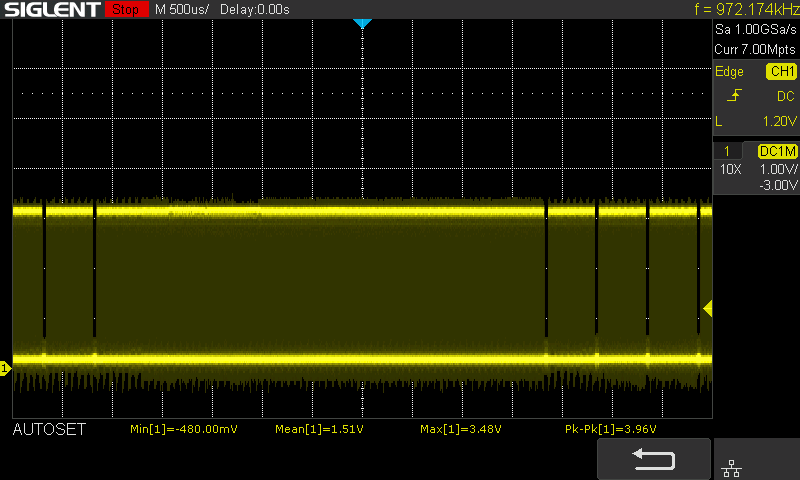 SIGLENT Stop M 500us/ Delay:0.00s f = 972.174kHz
Sa 1.00GSa/s
Curr 7.00Mpts
Edge CH1
DC
L 1.20V
1 DC1M
10X 1.00V/
-3.00V
1
AUTOSET Min[1]=-480.00mV Mean[1]=1.51V Max[1]=3.48V Pk-Pk[1]=3.96V